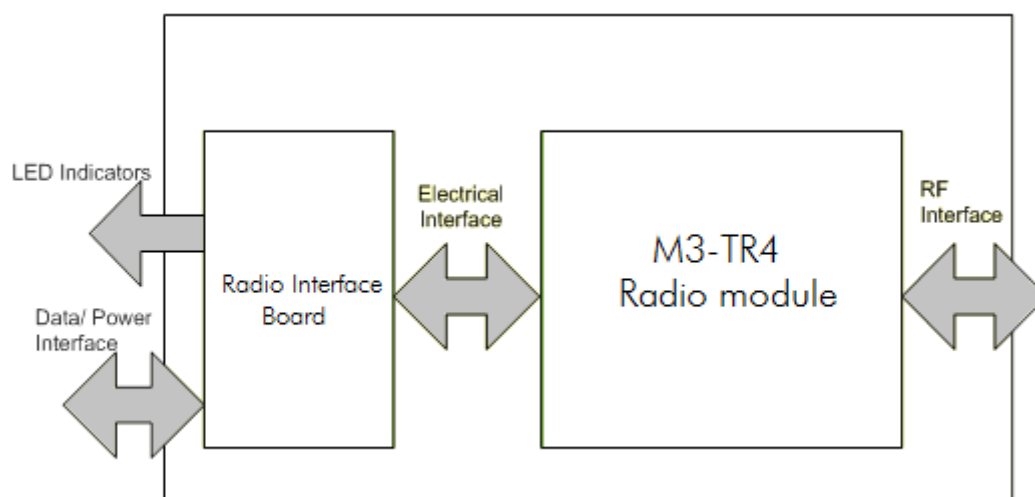 LED Indicators
Data/ Power
Interface
Radio Interface
Board
Electrical
Interface
M3-TR4
Radio module
RF
Interface